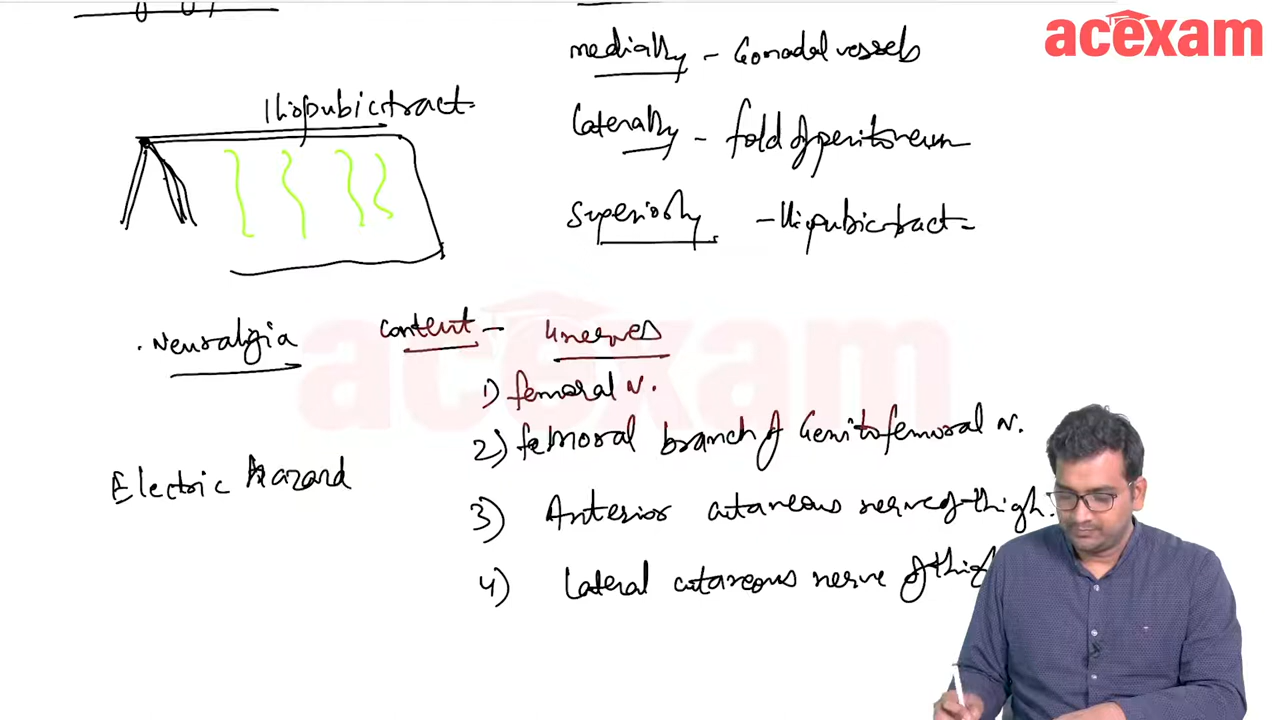 acexam
medially - Gonadal vessels
Iliopubic tract
laterally - fold of peritoneum
Superiorly - Iliopubic tract
. Neuralgia
content - 4 nerves
1) femoral N.
2) femoral branch of Genitofemoral N.
Electric hazard
3) Anterior cutaneous nerve of thigh.
4) lateral cutaneous nerve of thigh
acexam